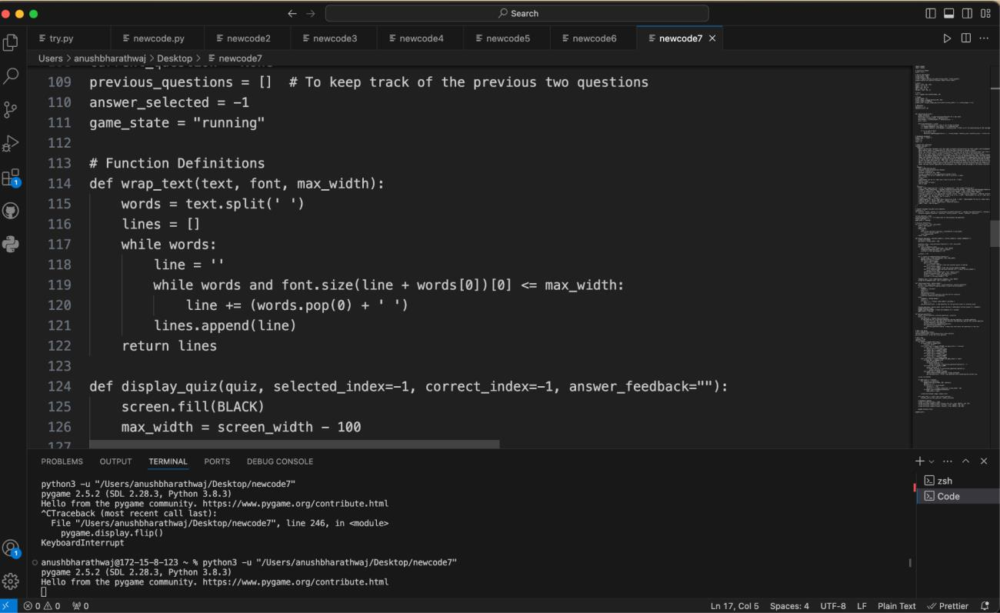 Search
try.py newcode.py newcode2 newcode3 newcode4 newcode5 newcode6 newcode7
Users > anushbharathwaj > Desktop > newcode7
109 previous_questions = []  # To keep track of the previous two questions
110 answer_selected = -1
111 game_state = "running"
112
113 # Function Definitions
114 def wrap_text(text, font, max_width):
115     words = text.split(' ')
116     lines = []
117     while words:
118         line = ''
119         while words and font.size(line + words[0])[0] <= max_width:
120             line += (words.pop(0) + ' ')
121         lines.append(line)
122     return lines
123
124 def display_quiz(quiz, selected_index=-1, correct_index=-1, answer_feedback=""):
125     screen.fill(BLACK)
126     max_width = screen_width - 100
127
PROBLEMS OUTPUT TERMINAL PORTS DEBUG CONSOLE
python3 -u "/Users/anushbharathwaj/Desktop/newcode7"
pygame 2.5.2 (SDL 2.28.3, Python 3.8.3)
Hello from the pygame community. https://www.pygame.org/contribute.html
^CTraceback (most recent call last):
  File "/Users/anushbharathwaj/Desktop/newcode7", line 246, in <module>
    pygame.display.flip()
KeyboardInterrupt
anushbharathwaj@172-15-8-123 ~ % python3 -u "/Users/anushbharathwaj/Desktop/newcode7"
pygame 2.5.2 (SDL 2.28.3, Python 3.8.3)
Hello from the pygame community. https://www.pygame.org/contribute.html
zsh
Code
1
1
0 0 0
Ln 17, Col 5 Spaces: 4 UTF-8 LF Plain Text Prettier